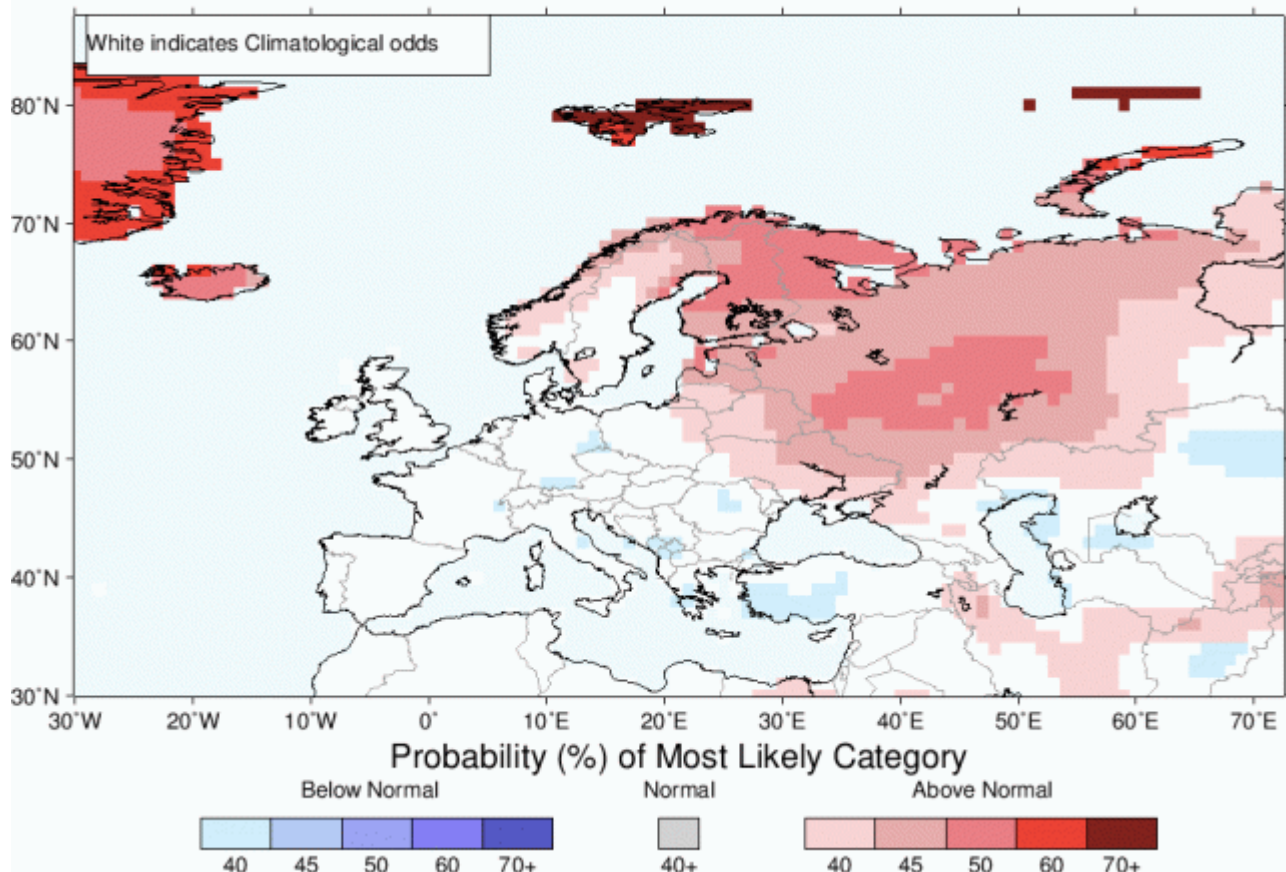 White indicates Climatological odds
80°N
70°N
60°N
50°N
40°N
30°N
30°W 20°W 10°W 0° 10°E 20°E 30°E 40°E 50°E 60°E 70°E
Probability (%) of Most Likely Category
Below Normal Normal Above Normal
40 45 50 60 70+ 40+ 40 45 50 60 70+